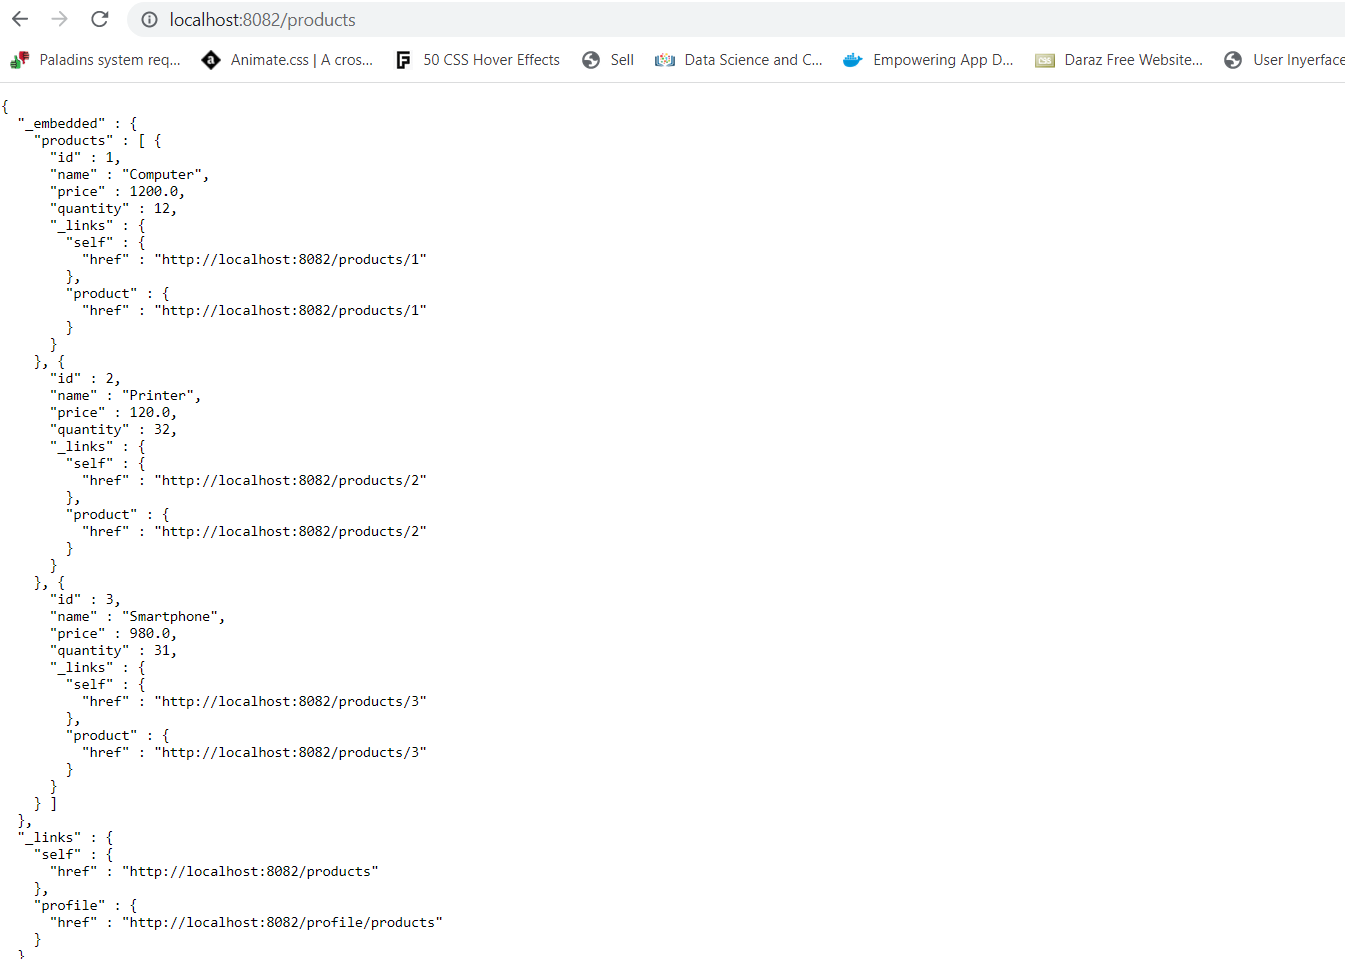 localhost:8082/products
Paladins system req... Animate.css | A cros... 50 CSS Hover Effects Sell Data Science and C... Empowering App D... Daraz Free Website... User Inyerface
{
  "_embedded" : {
    "products" : [ {
      "id" : 1,
      "name" : "Computer",
      "price" : 1200.0,
      "quantity" : 12,
      "_links" : {
        "self" : {
          "href" : "http://localhost:8082/products/1"
        },
        "product" : {
          "href" : "http://localhost:8082/products/1"
        }
      }
    }, {
      "id" : 2,
      "name" : "Printer",
      "price" : 120.0,
      "quantity" : 32,
      "_links" : {
        "self" : {
          "href" : "http://localhost:8082/products/2"
        },
        "product" : {
          "href" : "http://localhost:8082/products/2"
        }
      }
    }, {
      "id" : 3,
      "name" : "Smartphone",
      "price" : 980.0,
      "quantity" : 31,
      "_links" : {
        "self" : {
          "href" : "http://localhost:8082/products/3"
        },
        "product" : {
          "href" : "http://localhost:8082/products/3"
        }
      }
    } ]
  },
  "_links" : {
    "self" : {
      "href" : "http://localhost:8082/products"
    },
    "profile" : {
      "href" : "http://localhost:8082/profile/products"
    }
  }